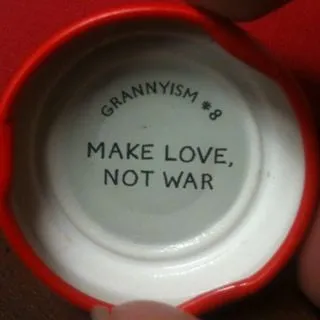 GRANNYISM #8
MAKE LOVE,
NOT WAR